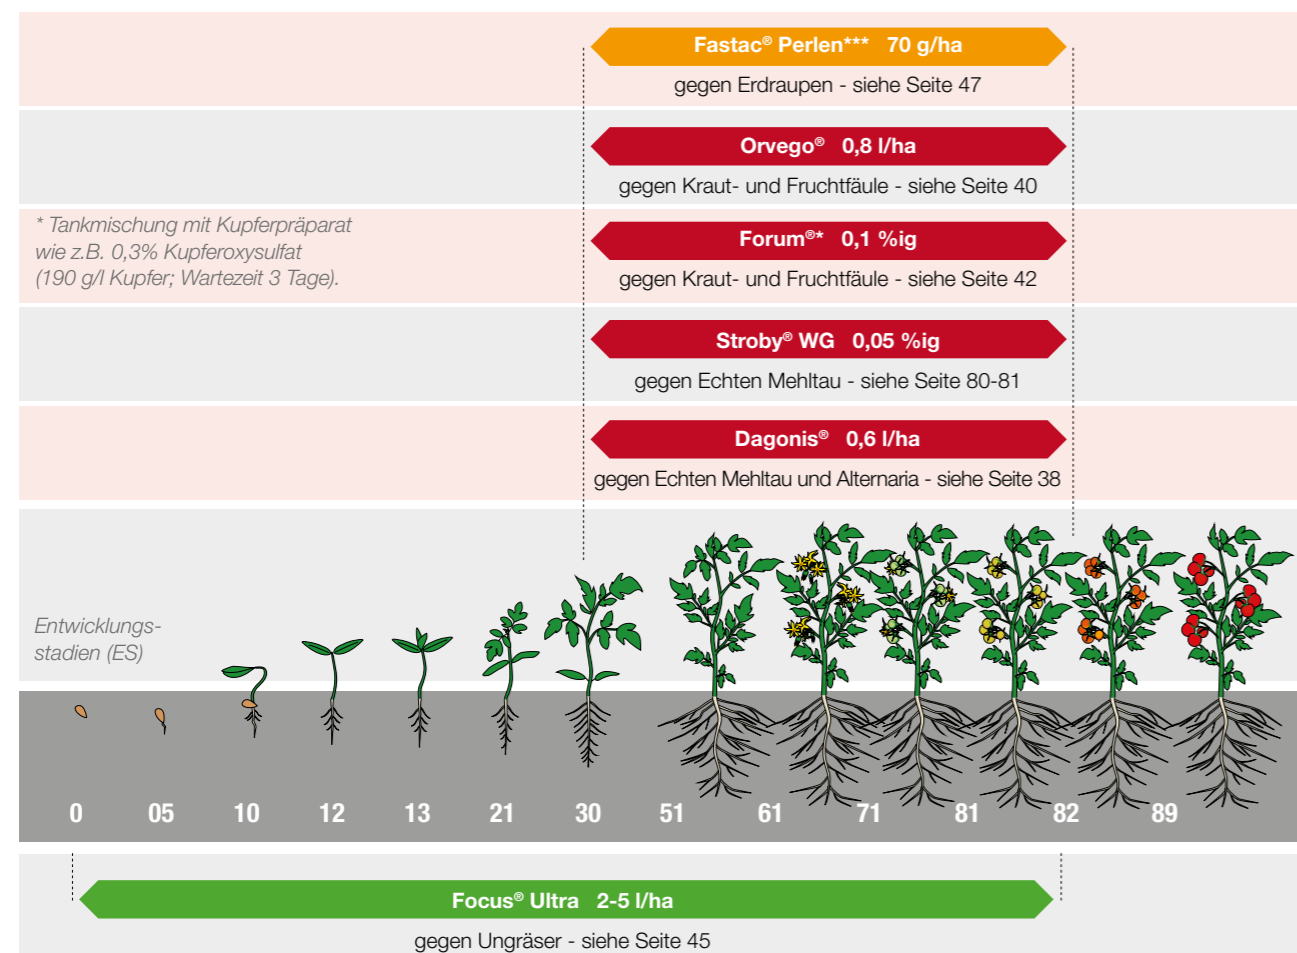 Fastac® Perlen*** 70 g/ha
gegen Erdraupen - siehe Seite 47
Orvego® 0,8 l/ha
gegen Kraut- und Fruchtfäule - siehe Seite 40
* Tankmischung mit Kupferpräparat
wie z.B. 0,3% Kupferoxysulfat
(190 g/l Kupfer; Wartezeit 3 Tage).
Forum®* 0,1 %ig
gegen Kraut- und Fruchtfäule - siehe Seite 42
Stroby® WG 0,05 %ig
gegen Echten Mehltau - siehe Seite 80-81
Dagonis® 0,6 l/ha
gegen Echten Mehltau und Alternaria - siehe Seite 38
Entwicklungs-
stadien (ES)
0 05 10 12 13 21 30 51 61 71 81 82 89
Focus® Ultra 2-5 l/ha
gegen Ungräser - siehe Seite 45